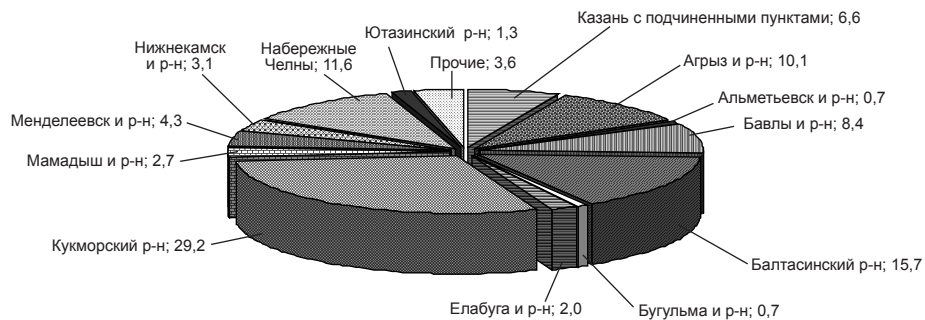 Казань с подчиненными пунктами; 6,6
Агрыз и р-н; 10,1
Альметьевск и р-н; 0,7
Бавлы и р-н; 8,4
Балтасинский р-н; 15,7
Бугульма и р-н; 0,7
Елабуга и р-н; 2,0
Кукморский р-н; 29,2
Мамадыш и р-н; 2,7
Менделеевск и р-н; 4,3
Нижнекамск
и р-н; 3,1
Набережные
Челны; 11,6
Ютазинский р-н; 1,3
Прочие; 3,6